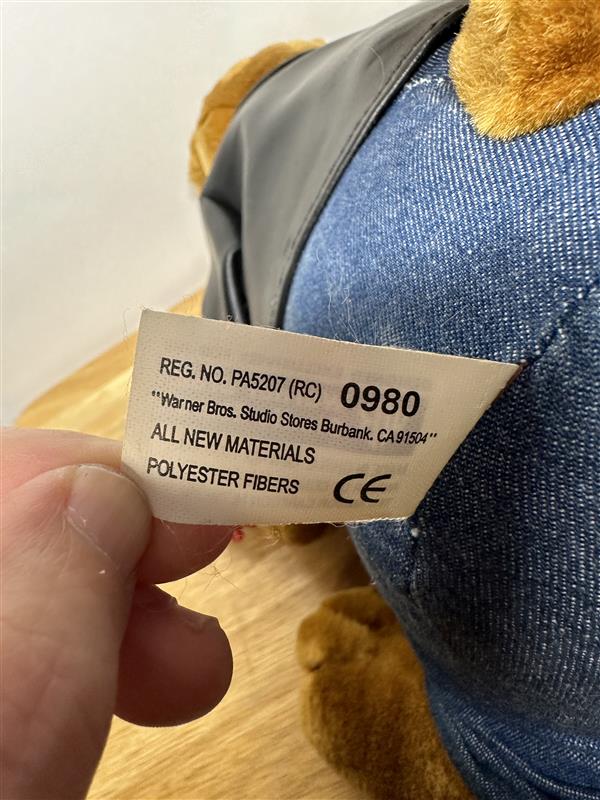 REG. NO. PA5207 (RC) 0980
"Warner Bros. Studio Stores Burbank. CA 91504"
ALL NEW MATERIALS
POLYESTER FIBERS CE